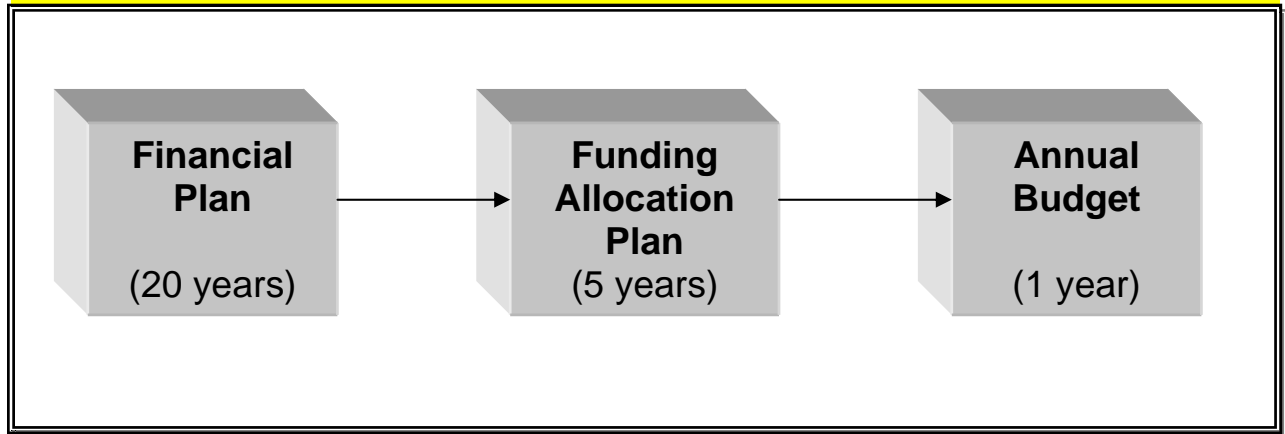 Financial
Plan
(20 years)
Funding
Allocation
Plan
(5 years)
Annual
Budget
(1 year)